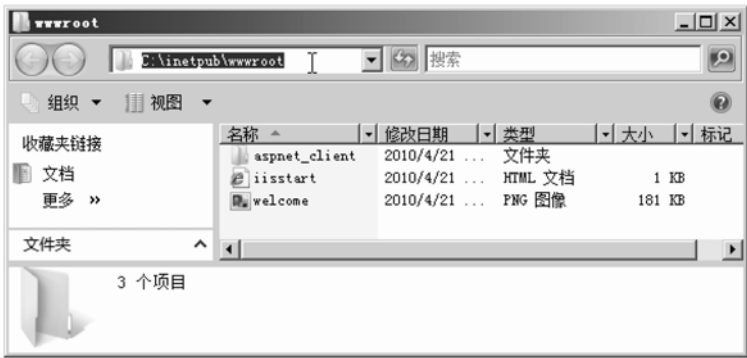 wwwroot
C:\inetpub\wwwroot 搜索
组织 视图
收藏夹链接
文档
更多 »
文件夹
名称 修改日期 类型 大小 标记
aspnet_client 2010/4/21 ... 文件夹
iisstart 2010/4/21 ... HTML 文档 1 KB
welcome 2010/4/21 ... PNG 图像 181 KB
3 个项目